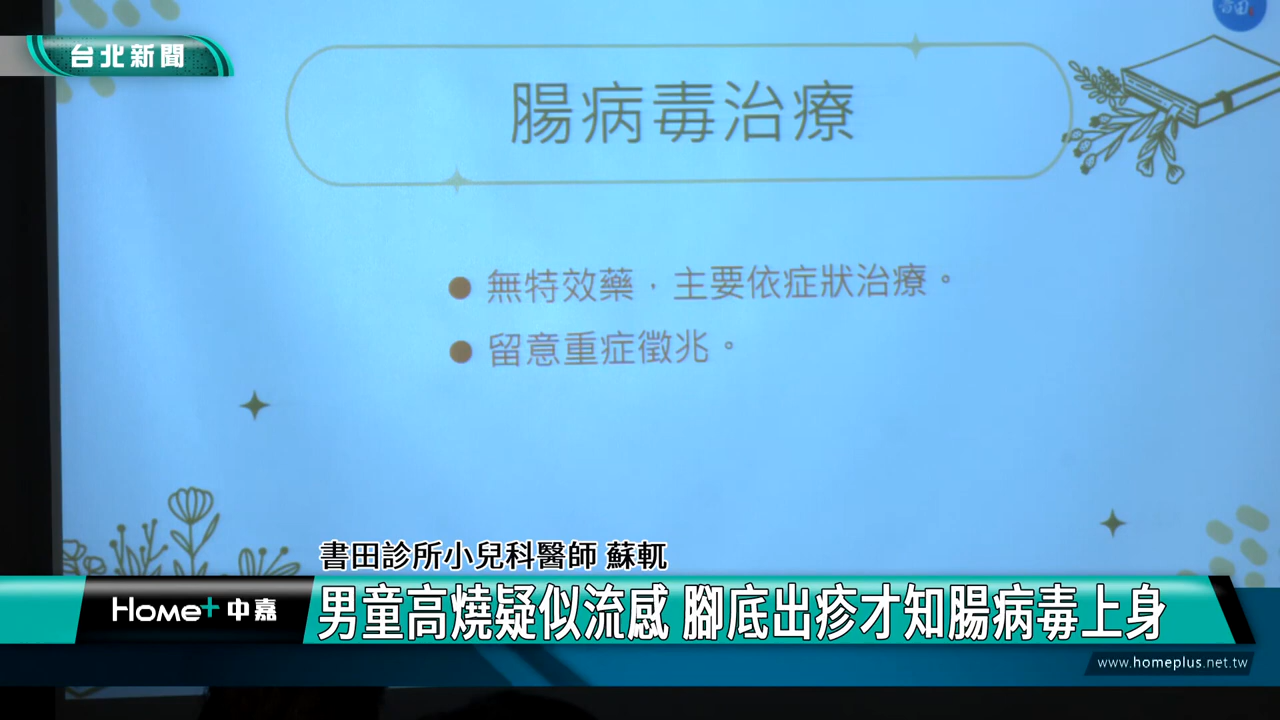 台北新聞
書田
腸病毒治療
無特效藥，主要依症狀治療。
留意重症徵兆。
書田診所小兒科醫師 蘇軏
Home+ 中嘉
男童高燒疑似流感 腳底出疹才知腸病毒上身
www.homeplus.net.tw